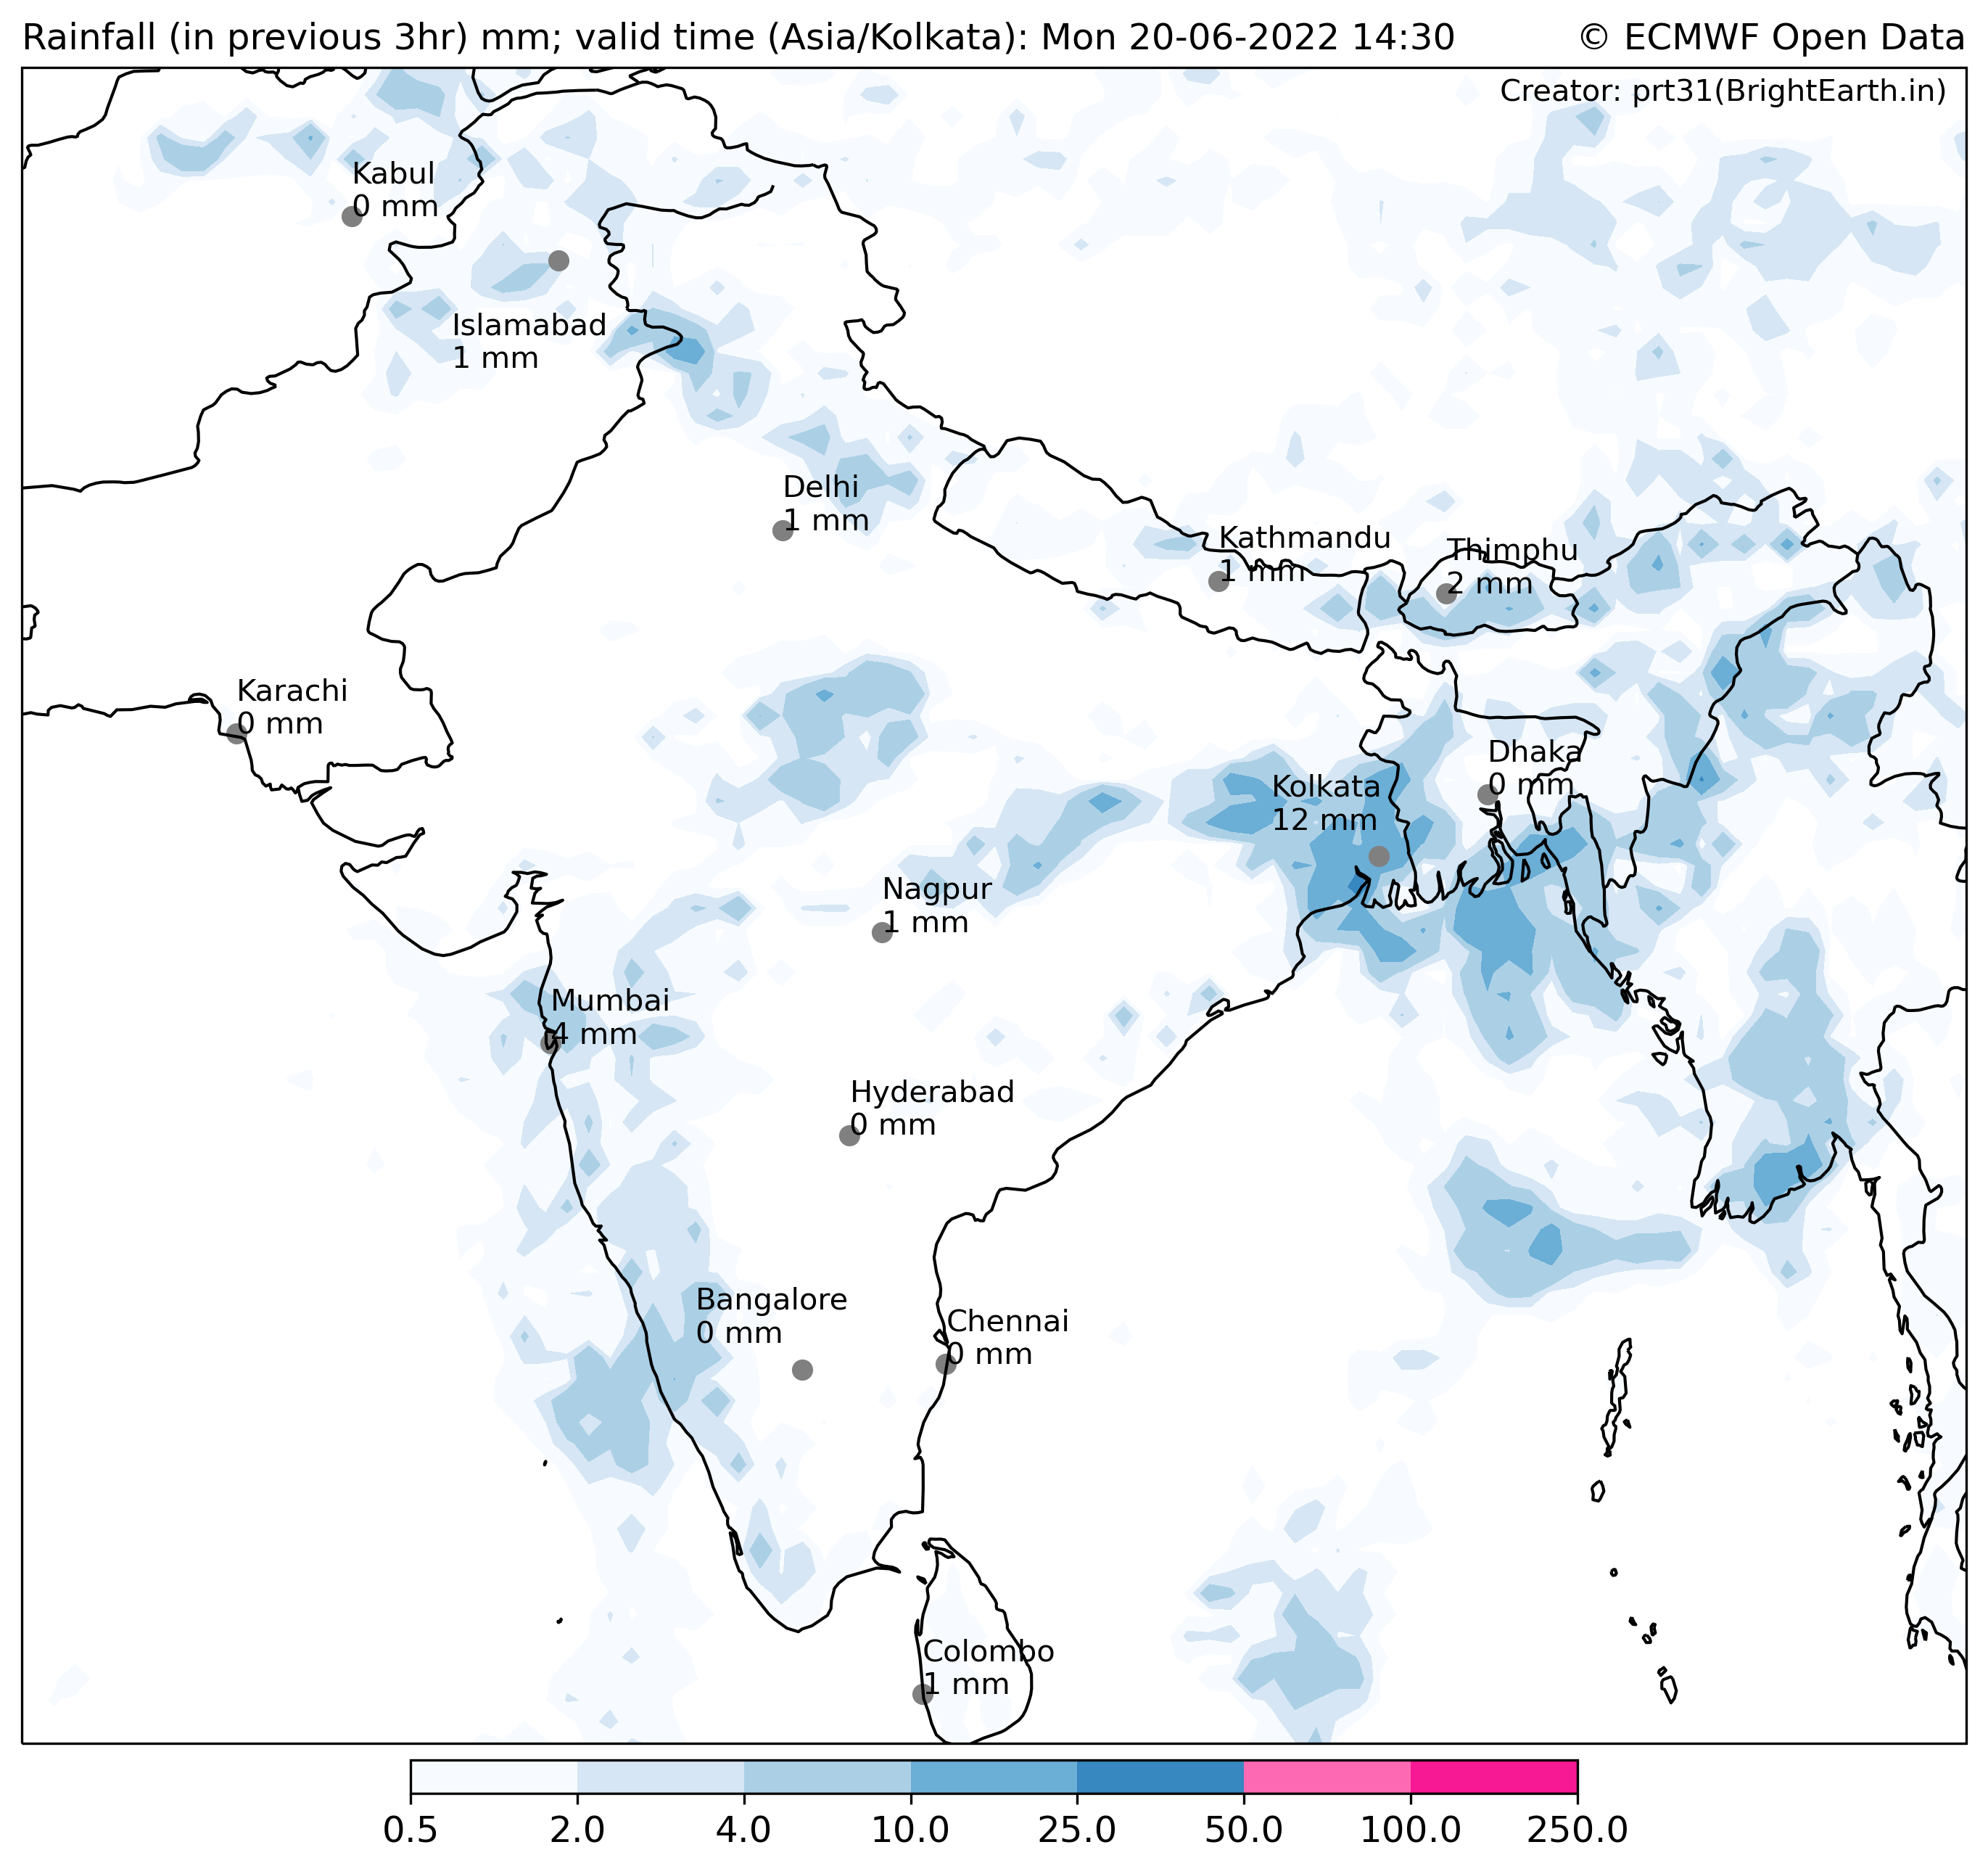 Rainfall (in previous 3hr) mm; valid time (Asia/Kolkata): Mon 20-06-2022 14:30
© ECMWF Open Data
Creator: prt31(BrightEarth.in)
Kabul
0 mm
Islamabad
1 mm
Delhi
1 mm
Kathmandu
1 mm
Thimphu
2 mm
Karachi
0 mm
Dhaka
0 mm
Kolkata
12 mm
Nagpur
1 mm
Mumbai
4 mm
Hyderabad
0 mm
Bangalore
0 mm
Chennai
0 mm
Colombo
1 mm
0.5 2.0 4.0 10.0 25.0 50.0 100.0 250.0